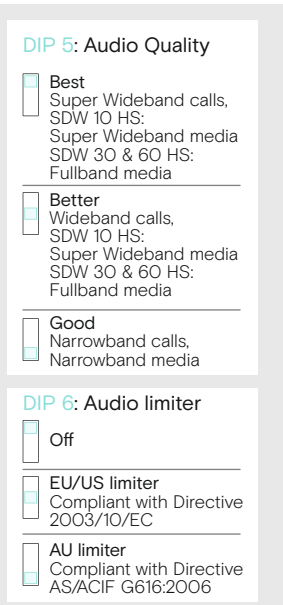 DIP 5: Audio Quality
Best
Super Wideband calls,
SDW 10 HS:
Super Wideband media
SDW 30 & 60 HS:
Fullband media
Better
Wideband calls,
SDW 10 HS:
Super Wideband media
SDW 30 & 60 HS:
Fullband media
Good
Narrowband calls,
Narrowband media
DIP 6: Audio limiter
Off
EU/US limiter
Compliant with Directive
2003/10/EC
AU limiter
Compliant with Directive
AS/ACIF G616:2006